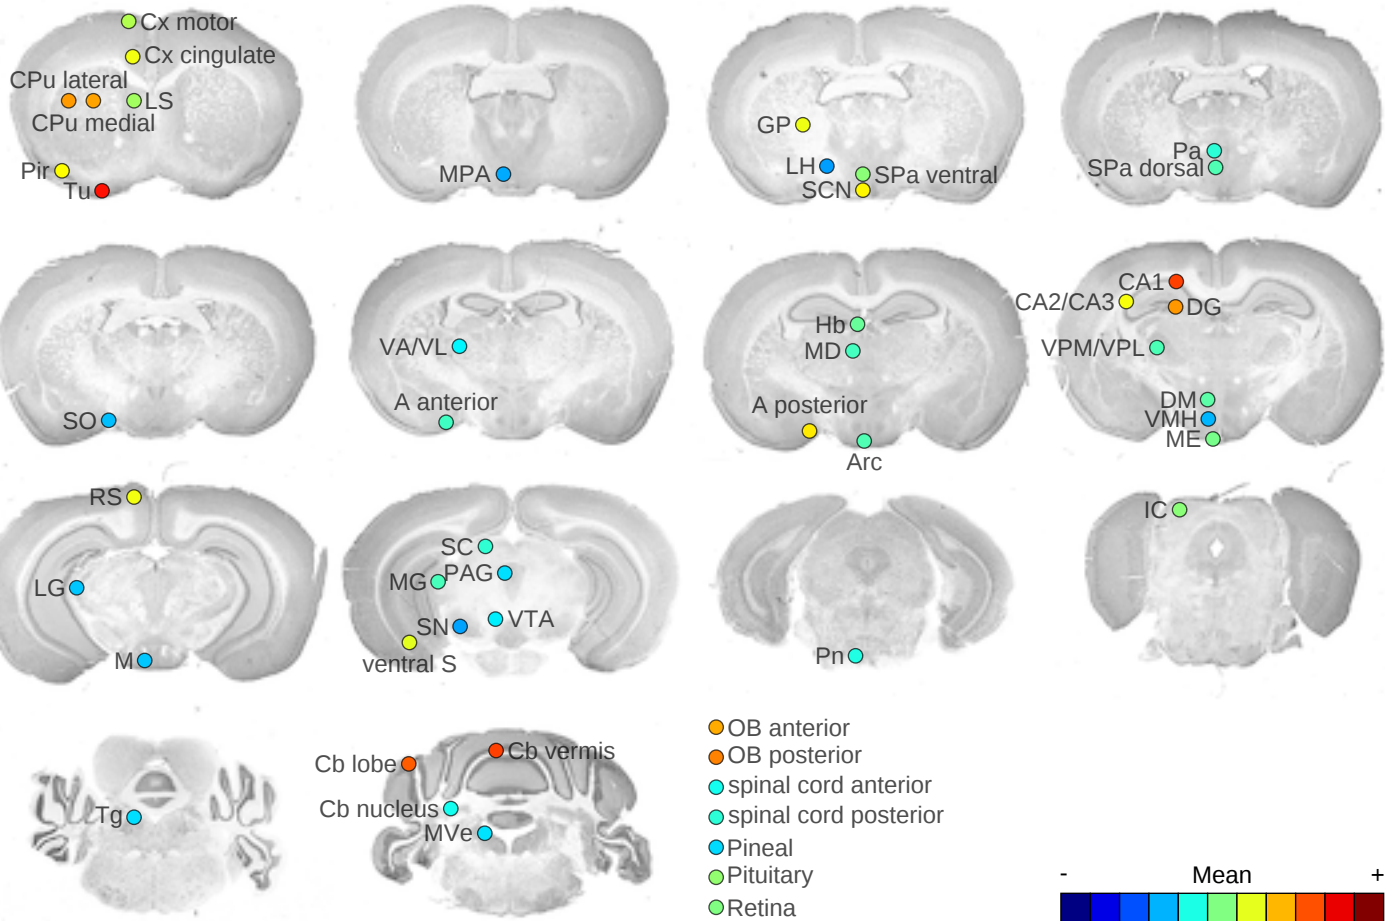 Cx motor
Cx cingulate
CPu lateral
LS
CPu medial
Pir
Tu
MPA
GP
LH
SPa ventral
SCN
Pa
SPa dorsal
SO
VA/VL
A anterior
Hb
MD
A posterior
Arc
CA1
CA2/CA3
DG
VPM/VPL
DM
VMH
ME
RS
LG
M
SC
MG
PAG
SN
VTA
ventral S
Pn
IC
Tg
Cb lobe
Cb vermis
Cb nucleus
MVe
OB anterior
OB posterior
spinal cord anterior
spinal cord posterior
Pineal
Pituitary
Retina
- Mean +